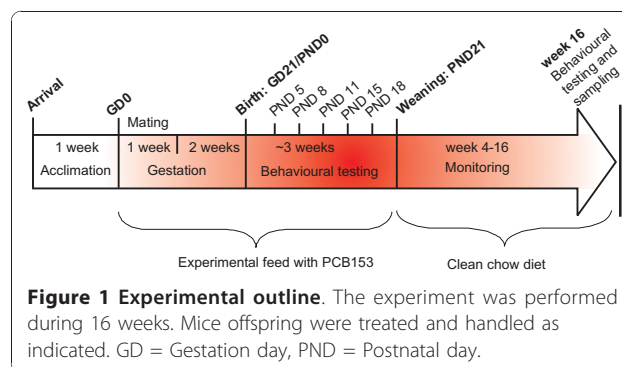 Arrival
GD0
Birth: GD21/PND0
PND 5
PND 8
PND 11
PND 15
PND 18
Weaning: PND21
week 16
Behavioural
testing and
sampling
Mating
1 week
Acclimation
1 week
2 weeks
Gestation
~3 weeks
Behavioural testing
week 4-16
Monitoring
Experimental feed with PCB153
Clean chow diet
Figure 1 Experimental outline. The experiment was performed
during 16 weeks. Mice offspring were treated and handled as
indicated. GD = Gestation day, PND = Postnatal day.